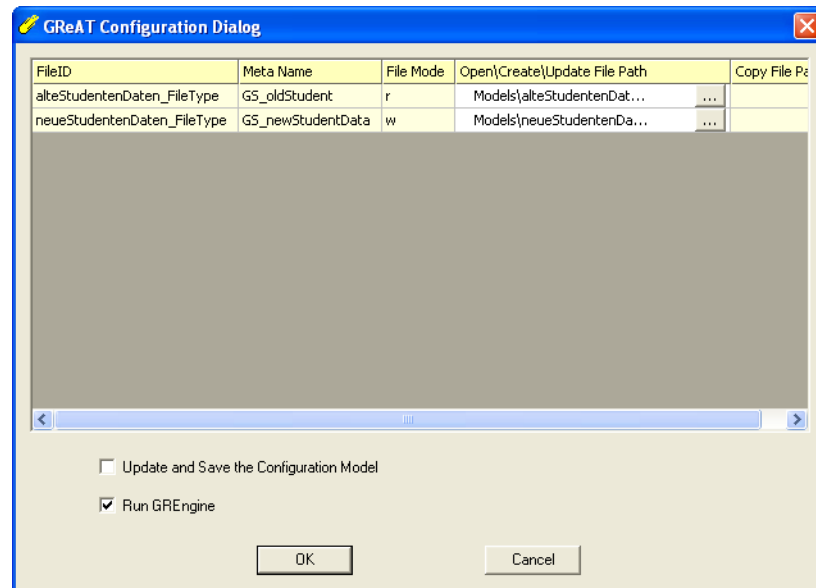 GReAT Configuration Dialog
FileID Meta Name File Mode Open\Create\Update File Path Copy File Pa
alteStudentenDaten_FileType GS_oldStudent r Models\alteStudentenDat... ...
neueStudentenDaten_FileType GS_newStudentData w Models\neueStudentenDa... ...
Update and Save the Configuration Model
Run GREngine
OK Cancel